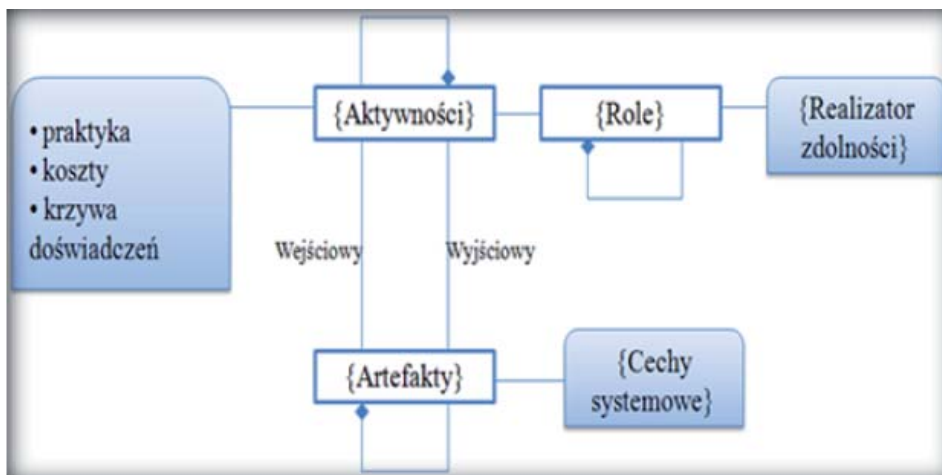 • praktyka
• koszty
• krzywa
doświadczeń
{Aktywności}
{Role}
{Realizator
zdolności}
Wejściowy
Wyjściowy
{Artefakty}
{Cechy
systemowe}